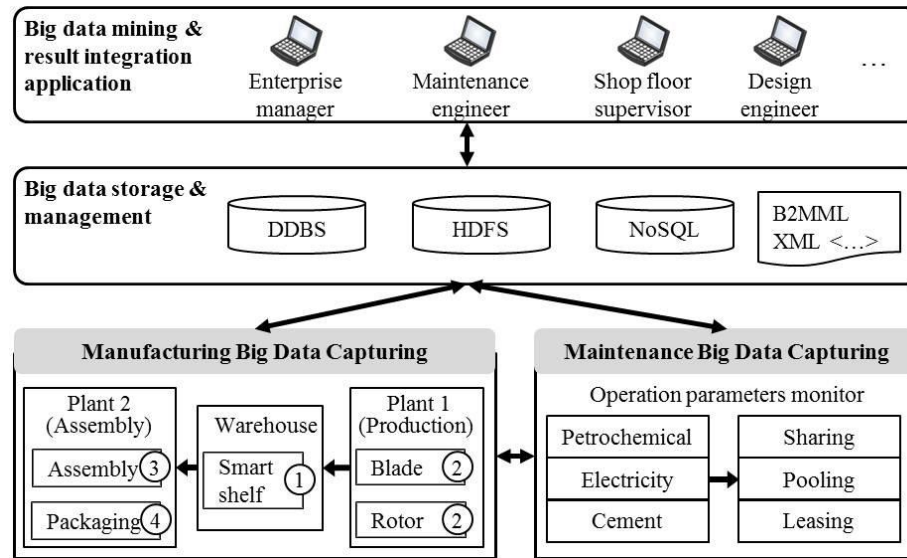 Big data mining &
result integration
application
Enterprise
manager
Maintenance
engineer
Shop floor
supervisor
Design
engineer
...
Big data storage &
management
DDBS
HDFS
NoSQL
B2MML
XML <...>
Manufacturing Big Data Capturing
Plant 2
(Assembly)
Assembly 3
Packaging 4
Warehouse
Smart
shelf
1
Plant 1
(Production)
Blade 2
Rotor 2
Maintenance Big Data Capturing
Operation parameters monitor
Petrochemical
Electricity
Cement
Sharing
Pooling
Leasing